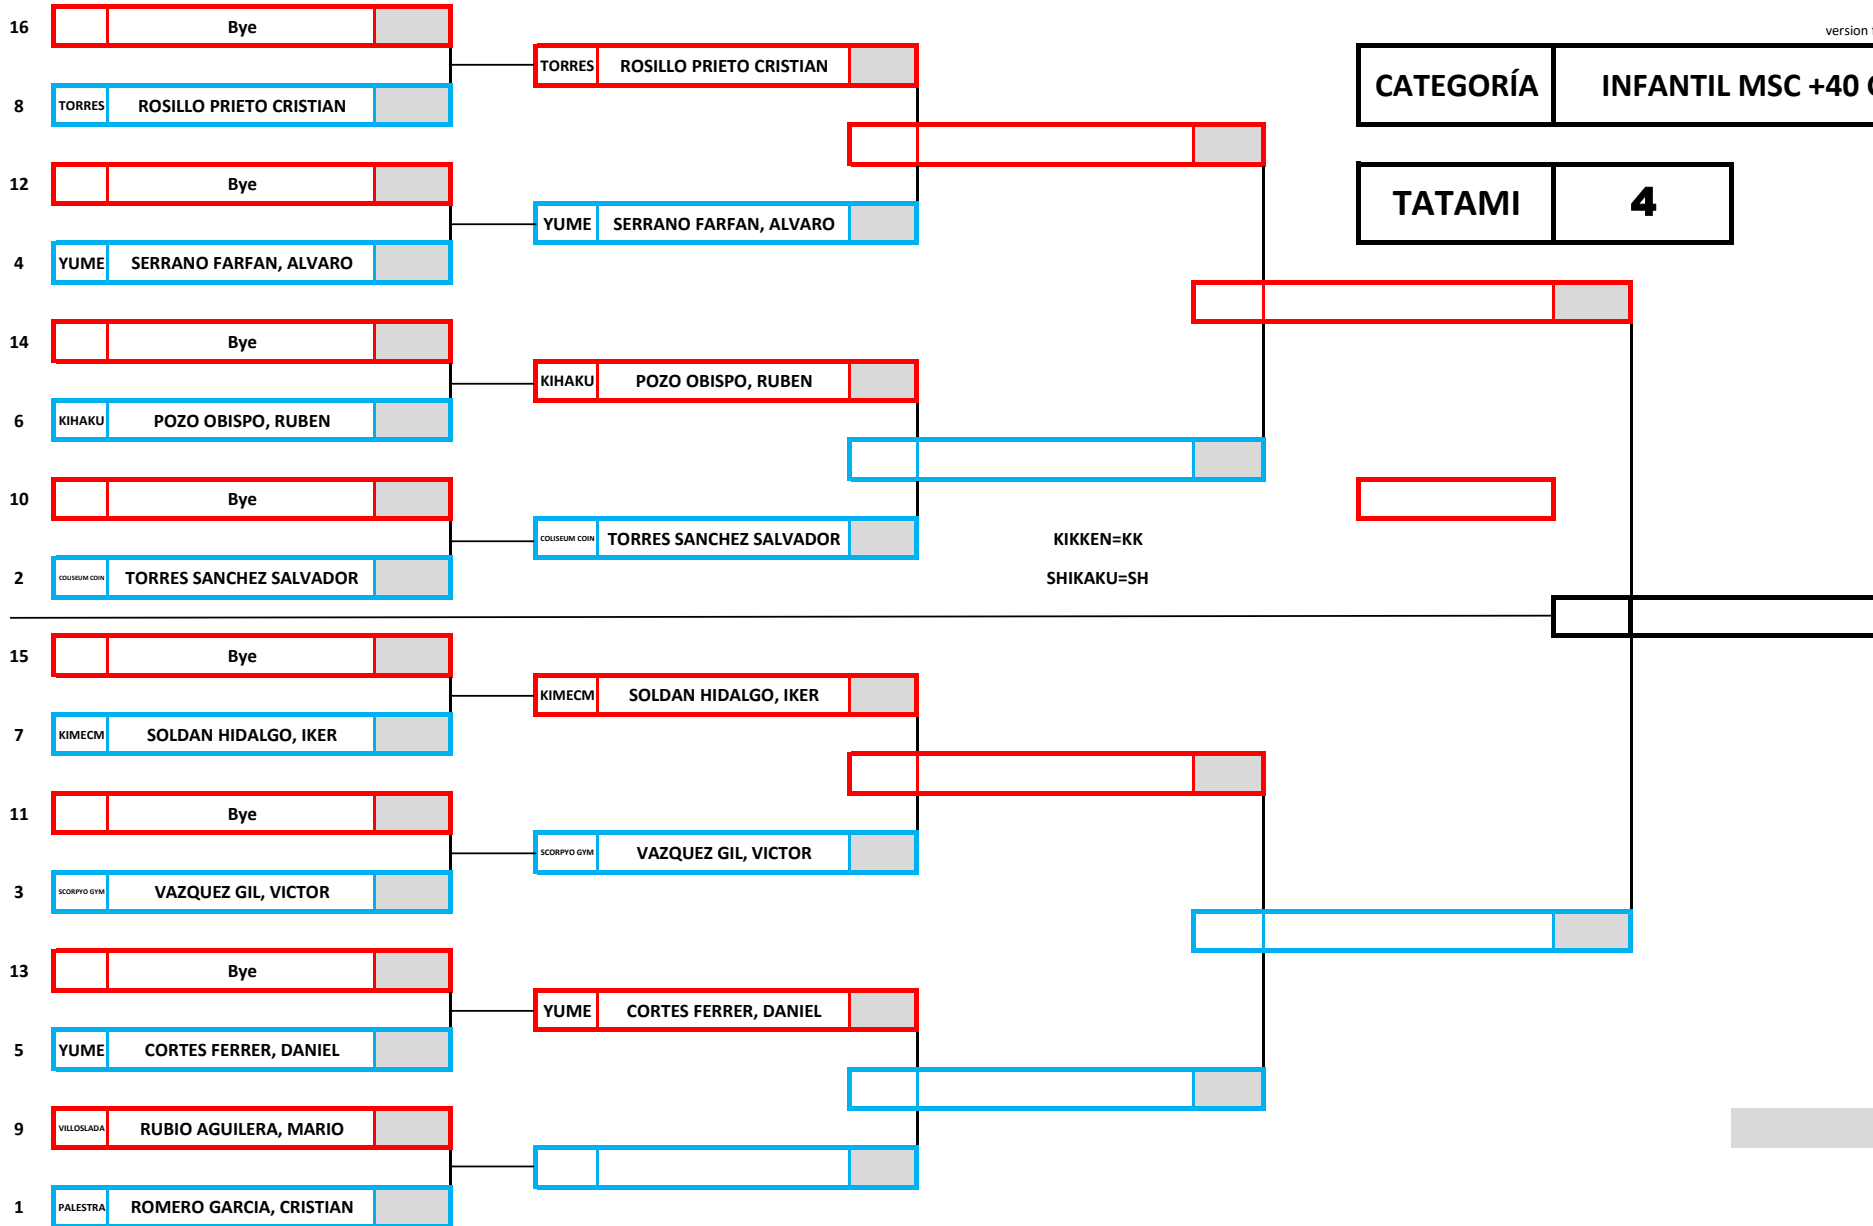 version
CATEGORÍA INFANTIL MSC +40
TATAMI 4
16 Bye
TORRES ROSILLO PRIETO CRISTIAN
8 TORRES ROSILLO PRIETO CRISTIAN
12 Bye
YUME SERRANO FARFAN, ALVARO
4 YUME SERRANO FARFAN, ALVARO
14 Bye
KIHAKU POZO OBISPO, RUBEN
6 KIHAKU POZO OBISPO, RUBEN
10 Bye
COLISEUM COIN TORRES SANCHEZ SALVADOR
KIKKEN=KK
2 COLISEUM COIN TORRES SANCHEZ SALVADOR
SHIKAKU=SH
15 Bye
KIMECM SOLDAN HIDALGO, IKER
7 KIMECM SOLDAN HIDALGO, IKER
11 Bye
SCORPYO GYM VAZQUEZ GIL, VICTOR
3 SCORPYO GYM VAZQUEZ GIL, VICTOR
13 Bye
YUME CORTES FERRER, DANIEL
5 YUME CORTES FERRER, DANIEL
9 VILLOSLADA RUBIO AGUILERA, MARIO
1 PALESTRA ROMERO GARCIA, CRISTIAN